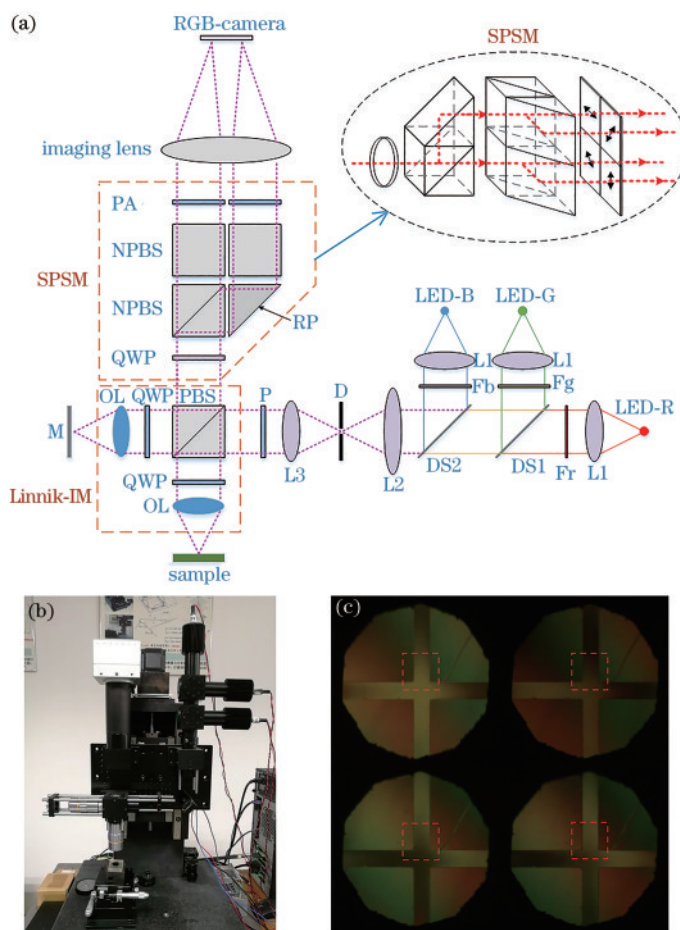 (a)
RGB-camera
SPSM
imaging lens
PA
NPBS
SPSM
NPBS
RP
QWP
LED-B
LED-G
L1
L1
Fb
Fg
LED-R
OL
QWP
PBS
P
D
M
L3
L2
DS2
DS1
Fr
L1
QWP
Linnik-IM
OL
sample
(b)
(c)